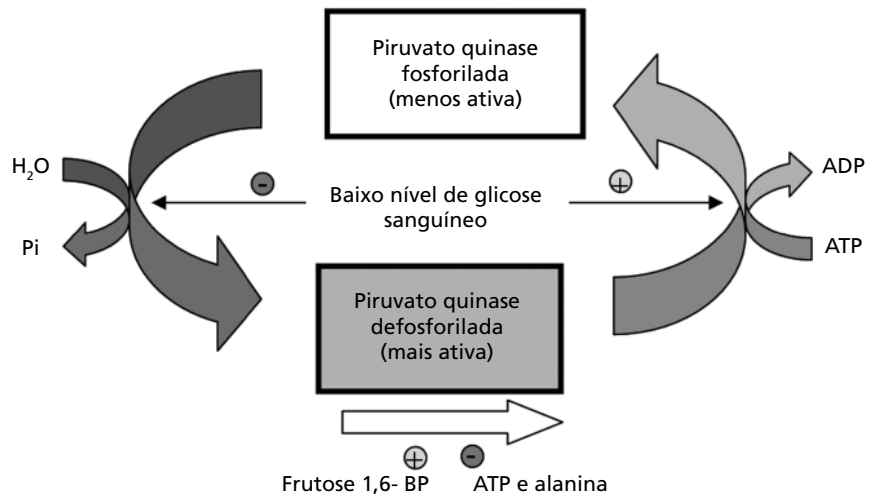 Piruvato quinase
fosforilada
(menos ativa)
H₂O
ADP
-
+
Baixo nível de glicose
sanguíneo
Pi
ATP
Piruvato quinase
defosforilada
(mais ativa)
+ -
Frutose 1,6- BP ATP e alanina